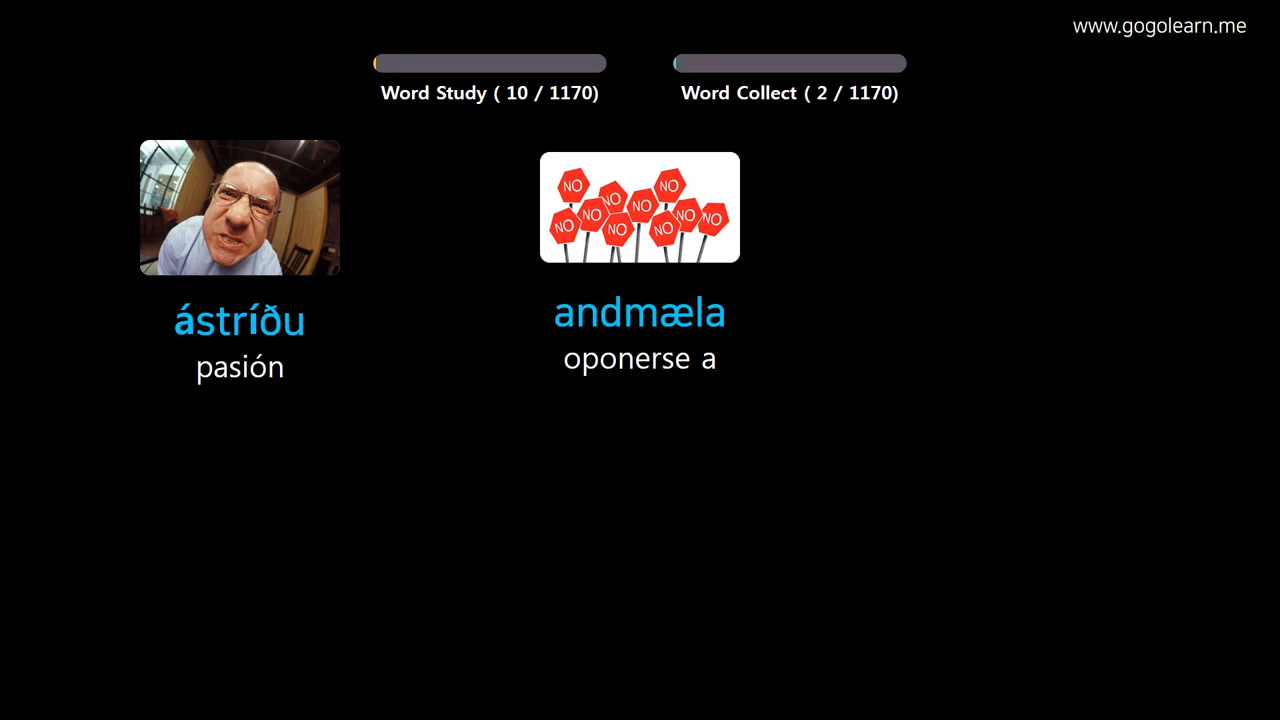 www.gogolearn.me
Word Study ( 10 / 1170)
Word Collect ( 2 / 1170)
NO
NO
NO
NO
NO
NO
NO
NO
NO
NO
ástríðu
pasión
andmæla
oponerse a